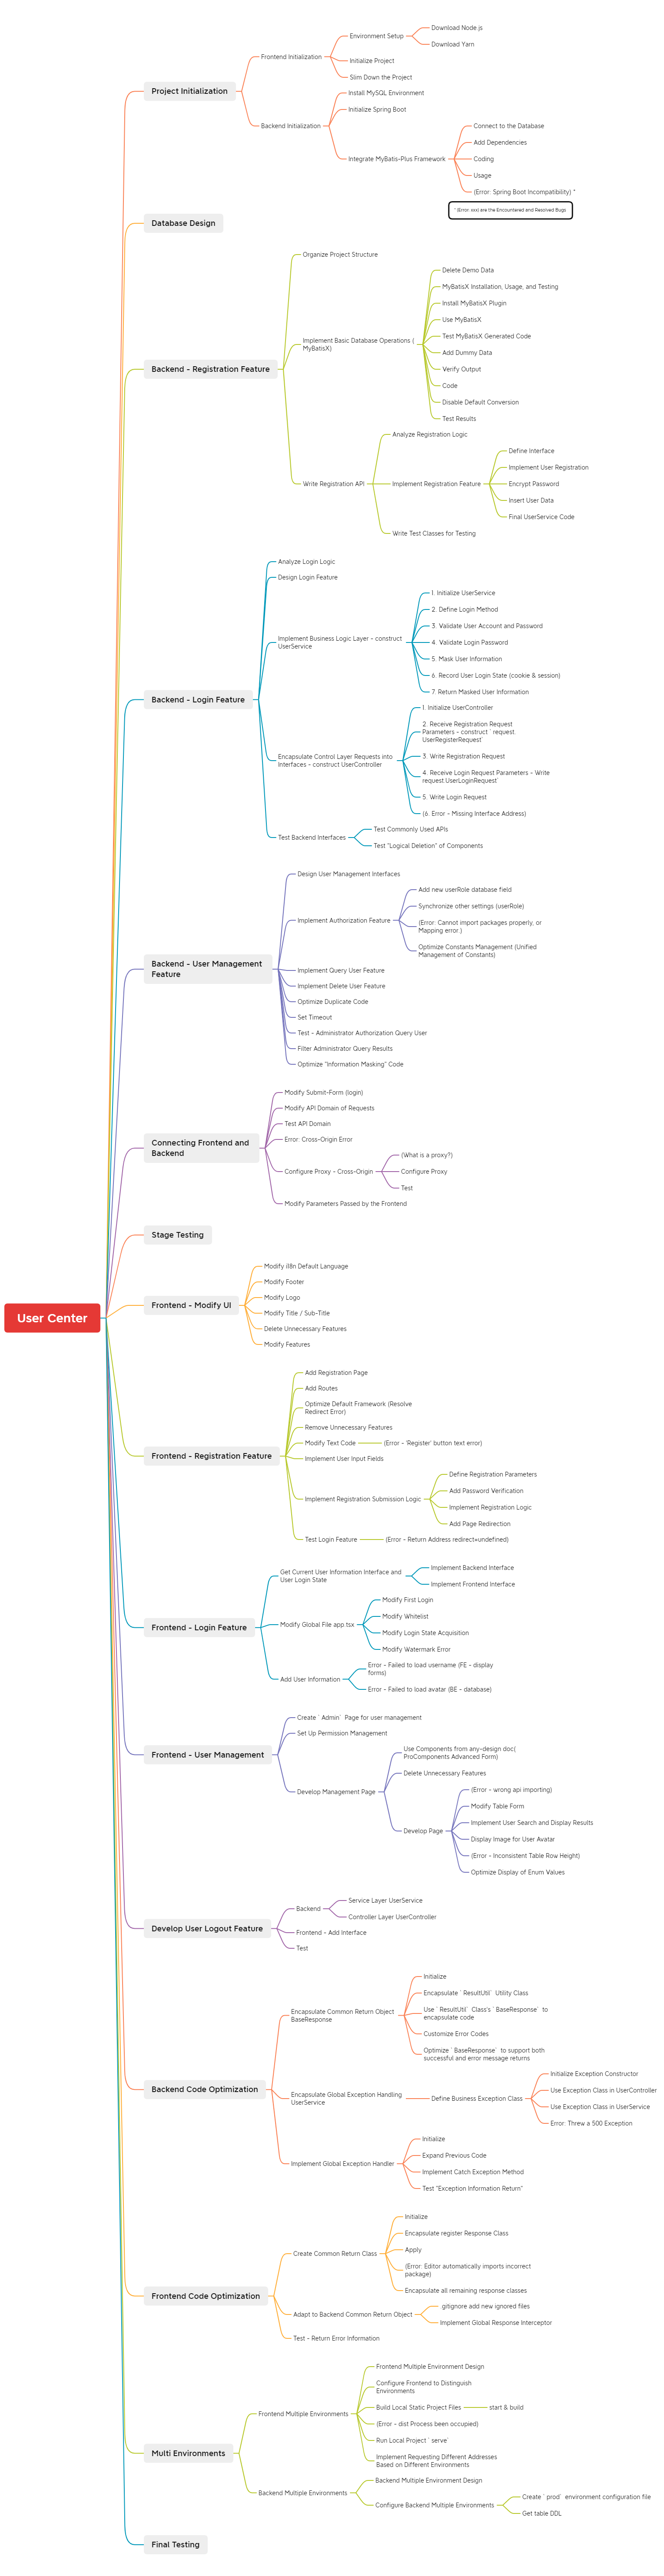 Download Node.js
Environment Setup
Download Yarn
Frontend Initialization
Initialize Project
Slim Down the Project
Project Initialization
Install MySQL Environment
Initialize Spring Boot
Backend Initialization
Connect to the Database
Add Dependencies
Integrate MyBatis-Plus Framework
Coding
Usage
(Error: Spring Boot Incompatibility) *
* (Error: xxx) are the Encountered and Resolved Bugs
Database Design
Organize Project Structure
Delete Demo Data
MyBatisX Installation, Usage, and Testing
Install MyBatisX Plugin
Use MyBatisX
Implement Basic Database Operations (
MyBatisX)
Test MyBatisX Generated Code
Add Dummy Data
Verify Output
Code
Disable Default Conversion
Test Results
Backend - Registration Feature
Analyze Registration Logic
Define Interface
Implement User Registration
Write Registration API
Implement Registration Feature
Encrypt Password
Insert User Data
Final UserService Code
Write Test Classes for Testing
Analyze Login Logic
Design Login Feature
1. Initialize UserService
2. Define Login Method
3. Validate User Account and Password
Implement Business Logic Layer - construct
UserService
4. Validate Login Password
5. Mask User Information
6. Record User Login State (cookie & session)
7. Return Masked User Information
Backend - Login Feature
1. Initialize UserController
2. Receive Registration Request
Parameters - construct ` request.
UserRegisterRequest`
Encapsulate Control Layer Requests into
Interfaces - construct UserController
3. Write Registration Request
4. Receive Login Request Parameters - Write
request.UserLoginRequest`
5. Write Login Request
(6. Error - Missing Interface Address)
Test Commonly Used APIs
Test Backend Interfaces
Test "Logical Deletion" of Components
Design User Management Interfaces
Add new userRole database field
Synchronize other settings (userRole)
Implement Authorization Feature
(Error: Cannot import packages properly, or
Mapping error.)
Optimize Constants Management (Unified
Management of Constants)
Backend - User Management
Feature
Implement Query User Feature
Implement Delete User Feature
Optimize Duplicate Code
Set Timeout
Test - Administrator Authorization Query User
Filter Administrator Query Results
Optimize "Information Masking" Code
Modify Submit-Form (login)
Modify API Domain of Requests
Test API Domain
Error: Cross-Origin Error
Connecting Frontend and
Backend
(What is a proxy?)
Configure Proxy - Cross-Origin
Configure Proxy
Test
Modify Parameters Passed by the Frontend
Stage Testing
User Center
Modify i18n Default Language
Modify Footer
Modify Logo
Frontend - Modify UI
Modify Title / Sub-Title
Delete Unnecessary Features
Modify Features
Add Registration Page
Add Routes
Optimize Default Framework (Resolve
Redirect Error)
Remove Unnecessary Features
Modify Text Code
(Error - 'Register' button text error)
Frontend - Registration Feature
Implement User Input Fields
Define Registration Parameters
Add Password Verification
Implement Registration Submission Logic
Implement Registration Logic
Add Page Redirection
Test Login Feature
(Error - Return Address redirect=undefined)
Get Current User Information Interface and
User Login State
Implement Backend Interface
Implement Frontend Interface
Modify First Login
Modify Whitelist
Frontend - Login Feature
Modify Global File app.tsx
Modify Login State Acquisition
Modify Watermark Error
Add User Information
Error - Failed to load username (FE - display
forms)
Error - Failed to load avatar (BE - database)
Create ` Admin` Page for user management
Set Up Permission Management
Frontend - User Management
Use Components from any-design doc(
ProComponents Advanced Form)
Delete Unnecessary Features
Develop Management Page
(Error - wrong api importing)
Modify Table Form
Implement User Search and Display Results
Develop Page
Display Image for User Avatar
(Error - Inconsistent Table Row Height)
Optimize Display of Enum Values
Service Layer UserService
Backend
Controller Layer UserController
Develop User Logout Feature
Frontend - Add Interface
Test
Initialize
Encapsulate ` ResultUtil` Utility Class
Encapsulate Common Return Object
BaseResponse
Use ` ResultUtil` Class's ` BaseResponse` to
encapsulate code
Customize Error Codes
Optimize ` BaseResponse` to support both
successful and error message returns
Backend Code Optimization
Initialize Exception Constructor
Use Exception Class in UserController
Encapsulate Global Exception Handling
UserService
Define Business Exception Class
Use Exception Class in UserService
Error: Threw a 500 Exception
Initialize
Expand Previous Code
Implement Global Exception Handler
Implement Catch Exception Method
Test "Exception Information Return"
Initialize
Encapsulate register Response Class
Create Common Return Class
Apply
(Error: Editor automatically imports incorrect
package)
Encapsulate all remaining response classes
Frontend Code Optimization
.gitignore add new ignored files
Adapt to Backend Common Return Object
Implement Global Response Interceptor
Test - Return Error Information
Frontend Multiple Environment Design
Configure Frontend to Distinguish
Environments
Build Local Static Project Files
start & build
Frontend Multiple Environments
(Error - dist Process been occupied)
Run Local Project ` serve`
Implement Requesting Different Addresses
Based on Different Environments
Multi Environments
Backend Multiple Environment Design
Backend Multiple Environments
Create ` prod` environment configuration file
Configure Backend Multiple Environments
Get table DDL
Final Testing